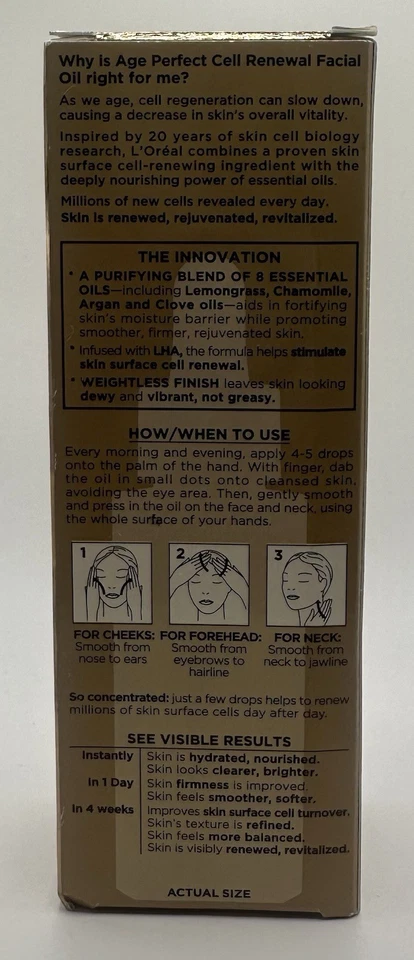 Why is Age Perfect Cell Renewal Facial
Oil right for me?
As we age, cell regeneration can slow down,
causing a decrease in skin's overall vitality.
Inspired by 20 years of skin cell biology
research, L'Oréal combines a proven skin
surface cell-renewing ingredient with the
deeply nourishing power of essential oils.
Millions of new cells revealed every day.
Skin is renewed, rejuvenated, revitalized.
THE INNOVATION
• A PURIFYING BLEND OF 8 ESSENTIAL
OILS—including Lemongrass, Chamomile,
Argan and Clove oils—aids in fortifying
skin's moisture barrier while promoting
smoother, firmer, rejuvenated skin.
• Infused with LHA, the formula helps stimulate
skin surface cell renewal.
• WEIGHTLESS FINISH leaves skin looking
dewy and vibrant, not greasy.
HOW/WHEN TO USE
Every morning and evening, apply 4-5 drops
onto the palm of the hand. With finger, dab
the oil in small dots onto cleansed skin,
avoiding the eye area. Then, gently smooth
and press in the oil on the face and neck, using
the whole surface of your hands.
1 2 3
FOR CHEEKS: FOR FOREHEAD: FOR NECK:
Smooth from Smooth from Smooth from
nose to ears eyebrows to neck to jawline
hairline
So concentrated: just a few drops helps to renew
millions of skin surface cells day after day.
SEE VISIBLE RESULTS
Instantly Skin is hydrated, nourished.
Skin looks clearer, brighter.
In 1 Day Skin firmness is improved.
Skin feels smoother, softer.
In 4 weeks Improves skin surface cell turnover.
Skin's texture is refined.
Skin feels more balanced.
Skin is visibly renewed, revitalized.
ACTUAL SIZE